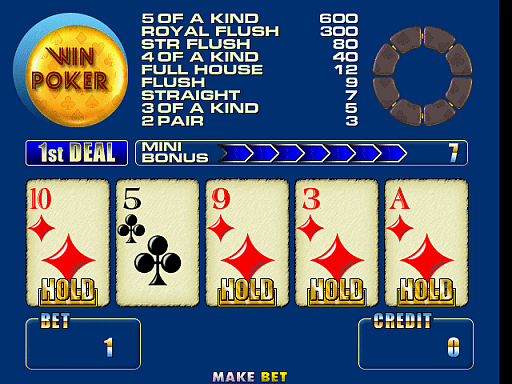 WIN
POKER
5 OF A KIND 600
ROYAL FLUSH 300
STR FLUSH 80
4 OF A KIND 40
FULL HOUSE 12
FLUSH 9
STRAIGHT 7
3 OF A KIND 5
2 PAIR 3
1st DEAL
MINI
BONUS
7
10 5 9 3 A
HOLD HOLD HOLD HOLD
BET CREDIT
1 0
MAKE BET